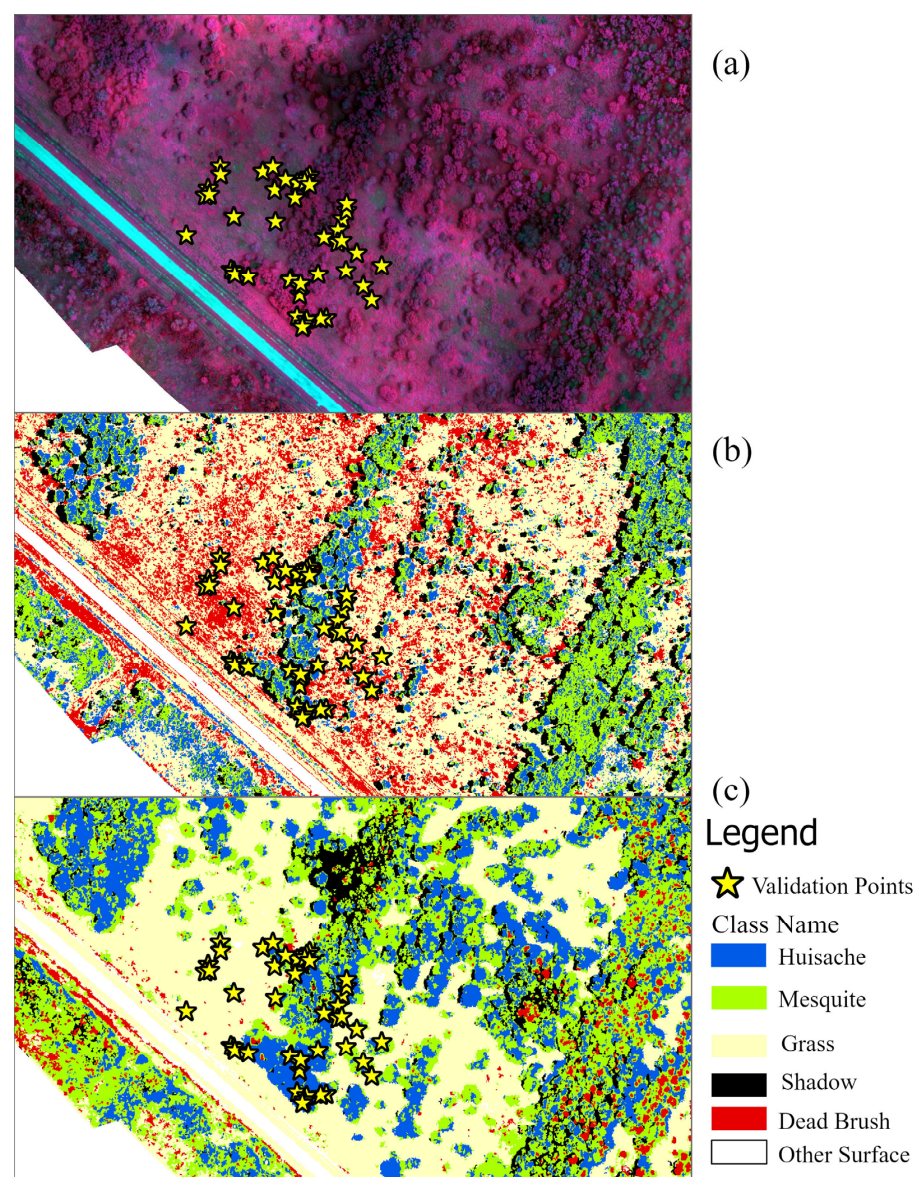 (a)
(b)
(c)
Legend
Validation Points
Class Name
Huisache
Mesquite
Grass
Shadow
Dead Brush
Other Surface